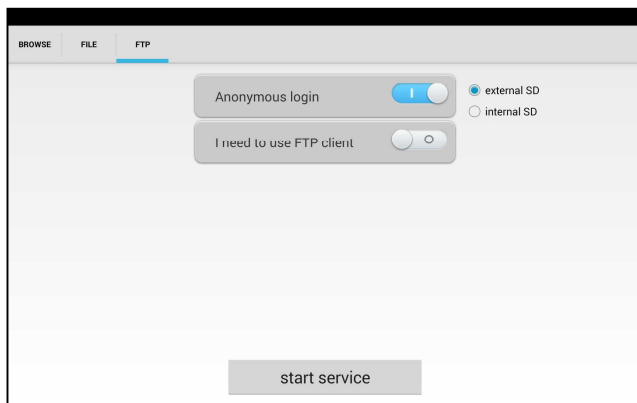 BROWSE FILE FTP
Anonymous login
external SD
internal SD
I need to use FTP client
start service